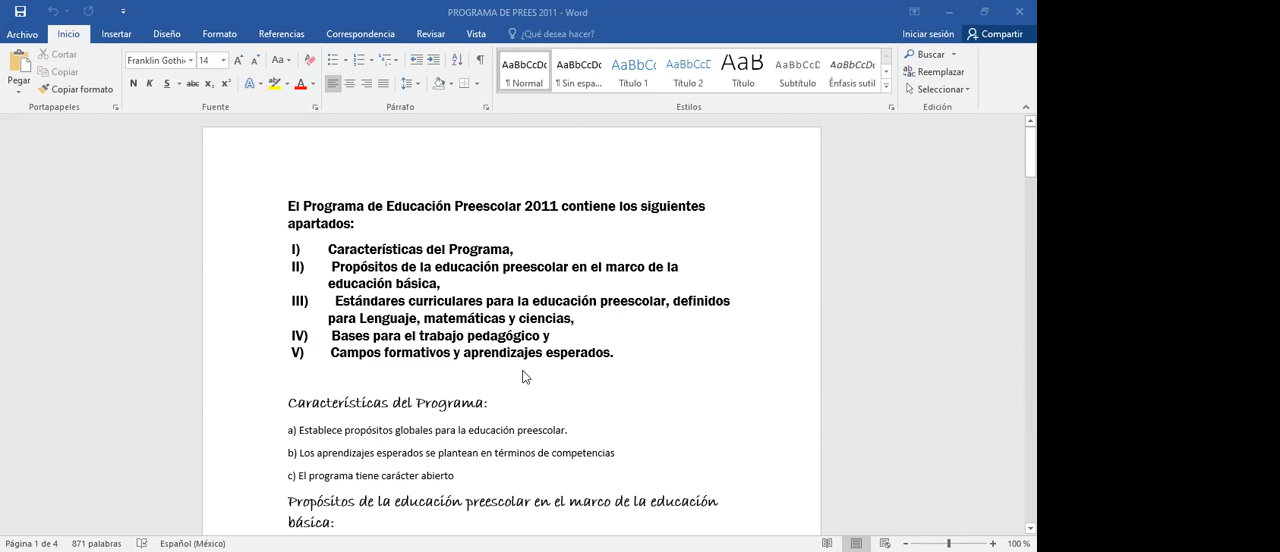 PROGRAMA DE PREES 2011 - Word
Archivo Inicio Insertar Diseño Formato Referencias Correspondencia Revisar Vista ¿Qué desea hacer? Iniciar sesión Compartir
Pegar
Cortar
Copiar
Copiar formato
Portapapeles
Franklin Gothi 14
Aa
N K S abc x₂ x² A A
Fuente
Párrafo
AaBbCcDc AaBbCcDc AaBbC( AaBbCcD AaB AaBbCcD AaBbCcDc
¶ Normal ¶ Sin espa... Título 1 Título 2 Título Subtítulo Énfasis sutil
Estilos
Buscar
Reemplazar
Seleccionar
Edición
El Programa de Educación Preescolar 2011 contiene los siguientes
apartados:
I) Características del Programa,
II) Propósitos de la educación preescolar en el marco de la
educación básica,
III) Estándares curriculares para la educación preescolar, definidos
para Lenguaje, matemáticas y ciencias,
IV) Bases para el trabajo pedagógico y
V) Campos formativos y aprendizajes esperados.
Características del Programa:
a) Establece propósitos globales para la educación preescolar.
b) Los aprendizajes esperados se plantean en términos de competencias
c) El programa tiene carácter abierto
Propósitos de la educación preescolar en el marco de la educación
básica:
Página 1 de 4 871 palabras Español (México) 100 %